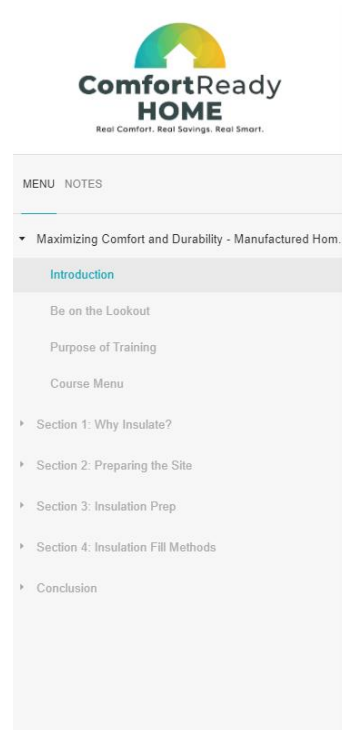 ComfortReady
HOME
Real Comfort. Real Savings. Real Smart.
MENU NOTES
Maximizing Comfort and Durability - Manufactured Hom.
Introduction
Be on the Lookout
Purpose of Training
Course Menu
Section 1: Why Insulate?
Section 2: Preparing the Site
Section 3: Insulation Prep
Section 4: Insulation Fill Methods
Conclusion